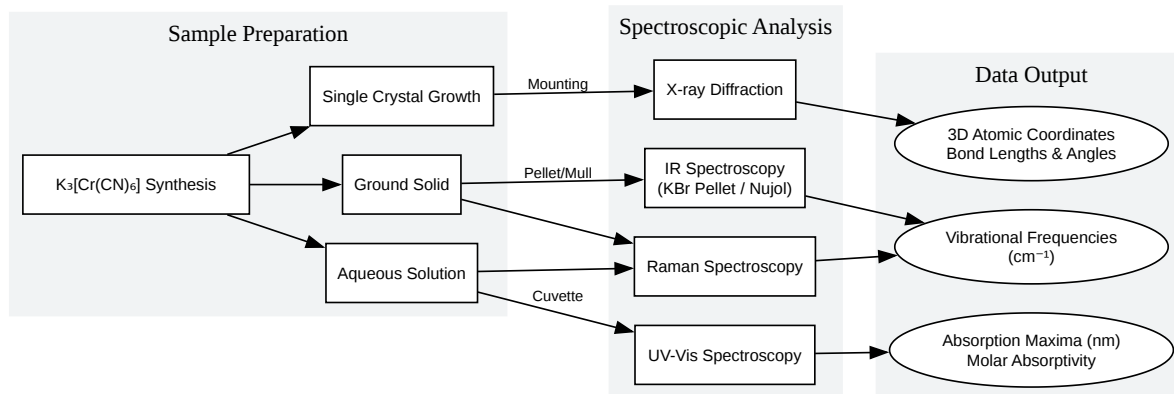 Sample Preparation
Spectroscopic Analysis
Data Output
Single Crystal Growth
Mounting
X-ray Diffraction
3D Atomic Coordinates
Bond Lengths & Angles
K₃[Cr(CN)₆] Synthesis
Ground Solid
Pellet/Mull
IR Spectroscopy
(KBr Pellet / Nujol)
Vibrational Frequencies
(cm⁻¹)
Aqueous Solution
Raman Spectroscopy
Cuvette
UV-Vis Spectroscopy
Absorption Maxima (nm)
Molar Absorptivity